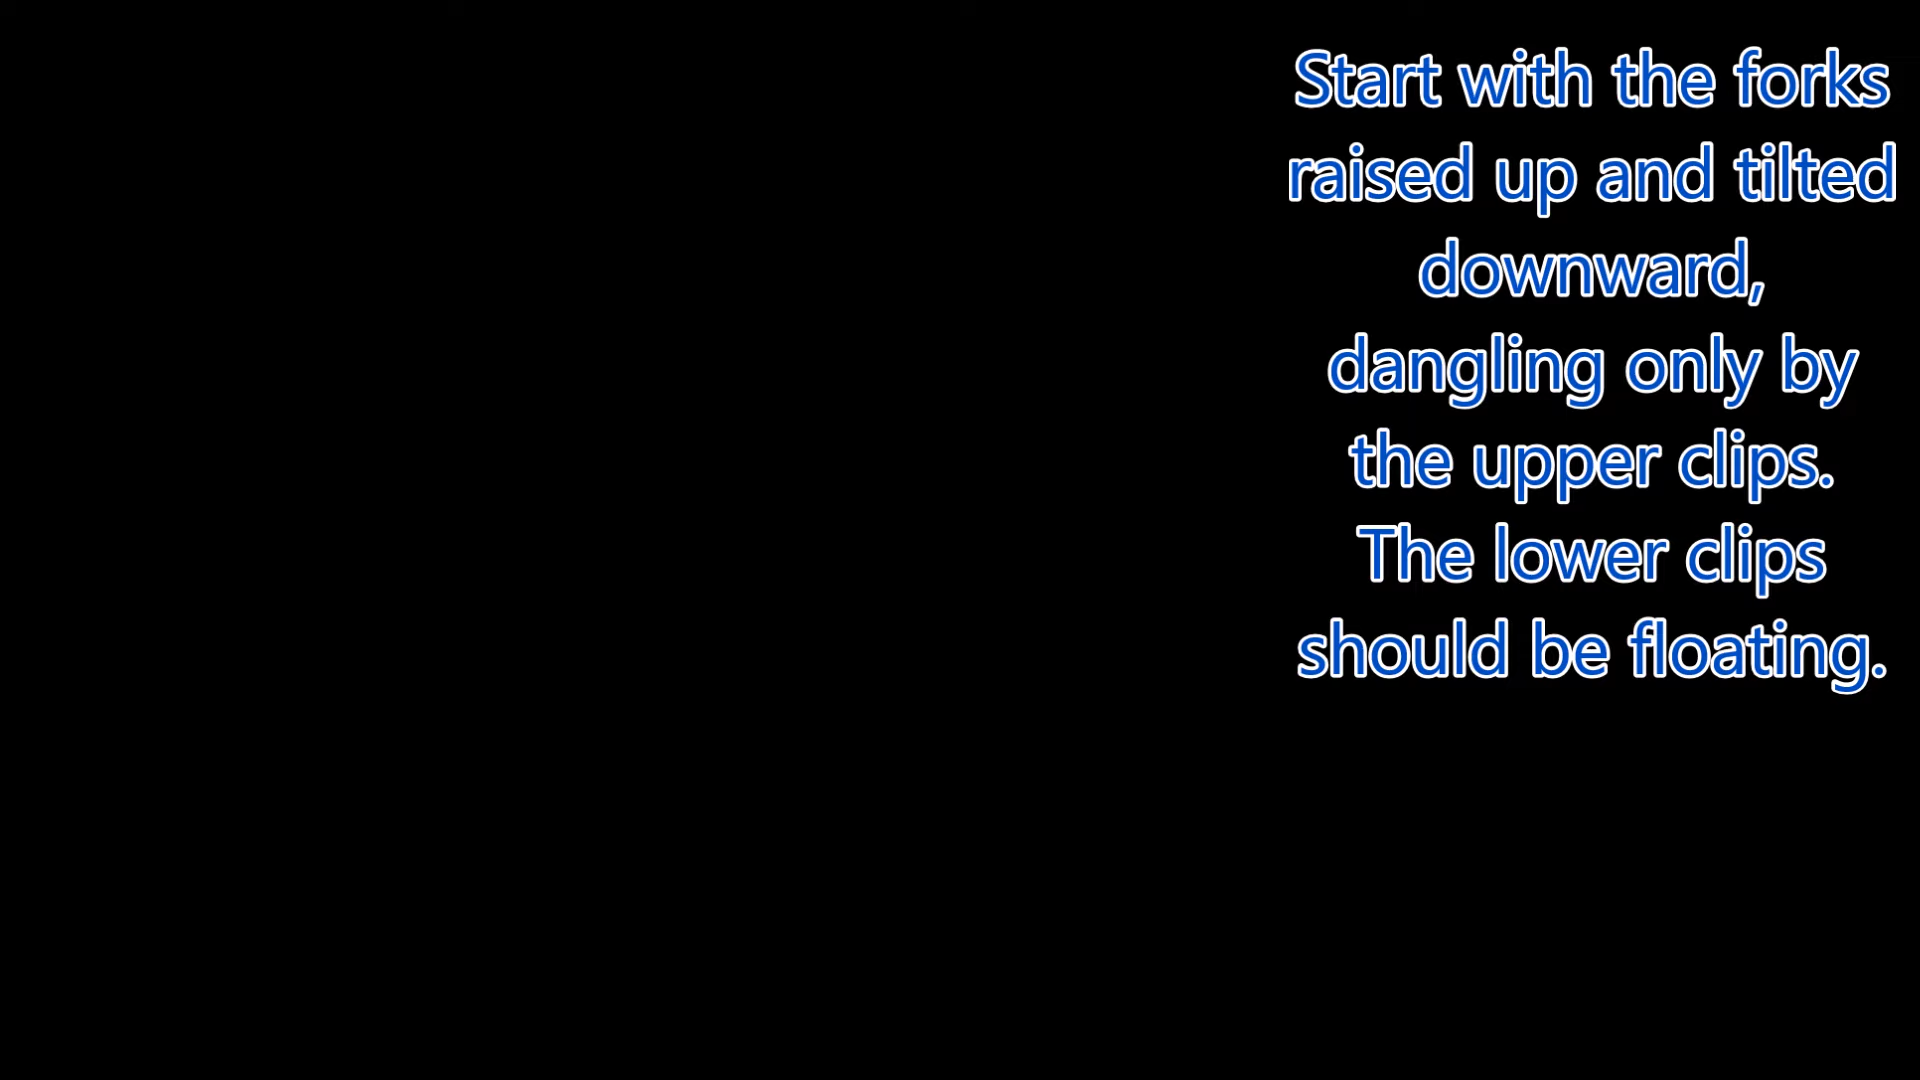 Start with the forks
raised up and tilted
downward,
dangling only by
the upper clips.
The lower clips
should be floating.